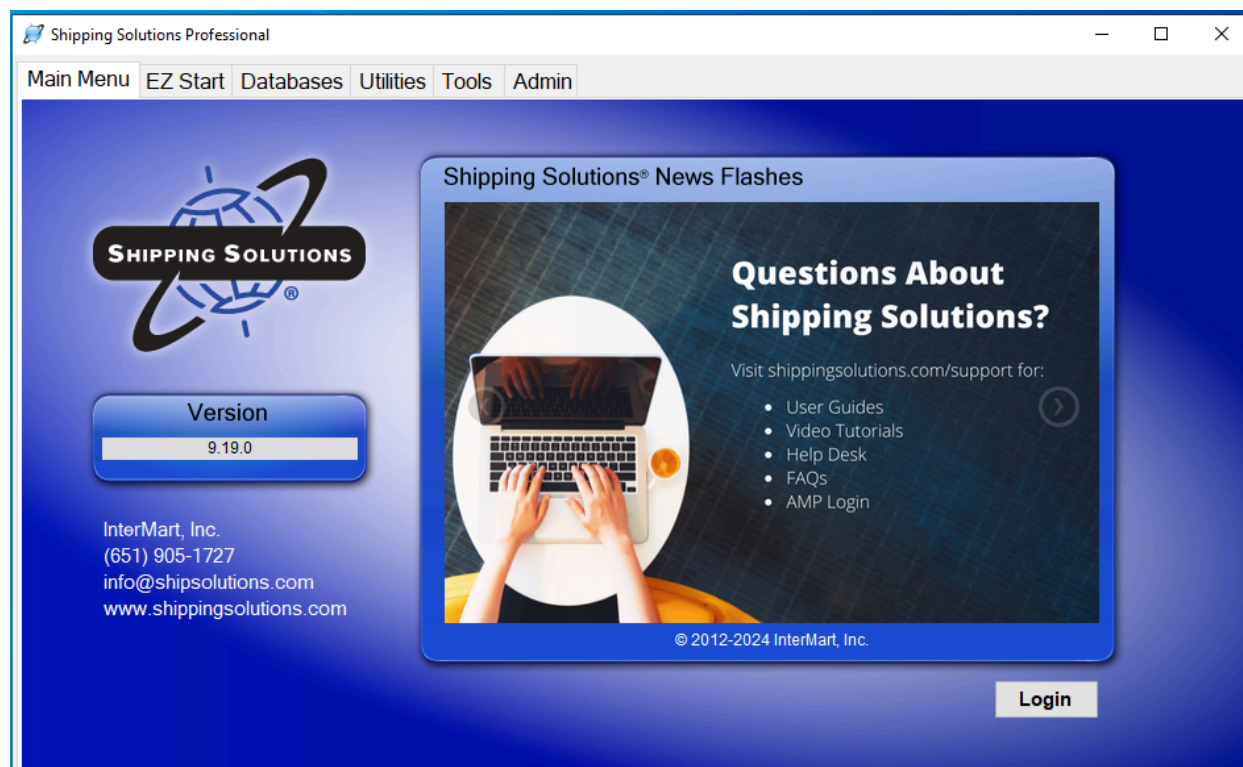 Shipping Solutions Professional
Main Menu EZ Start Databases Utilities Tools Admin
SHIPPING SOLUTIONS
®
Version
9.19.0
InterMart, Inc.
(651) 905-1727
info@shipsolutions.com
www.shippingsolutions.com
Shipping Solutions® News Flashes
Questions About
Shipping Solutions?
Visit shippingsolutions.com/support for:
• User Guides
• Video Tutorials
• Help Desk
• FAQs
• AMP Login
© 2012-2024 InterMart, Inc.
Login